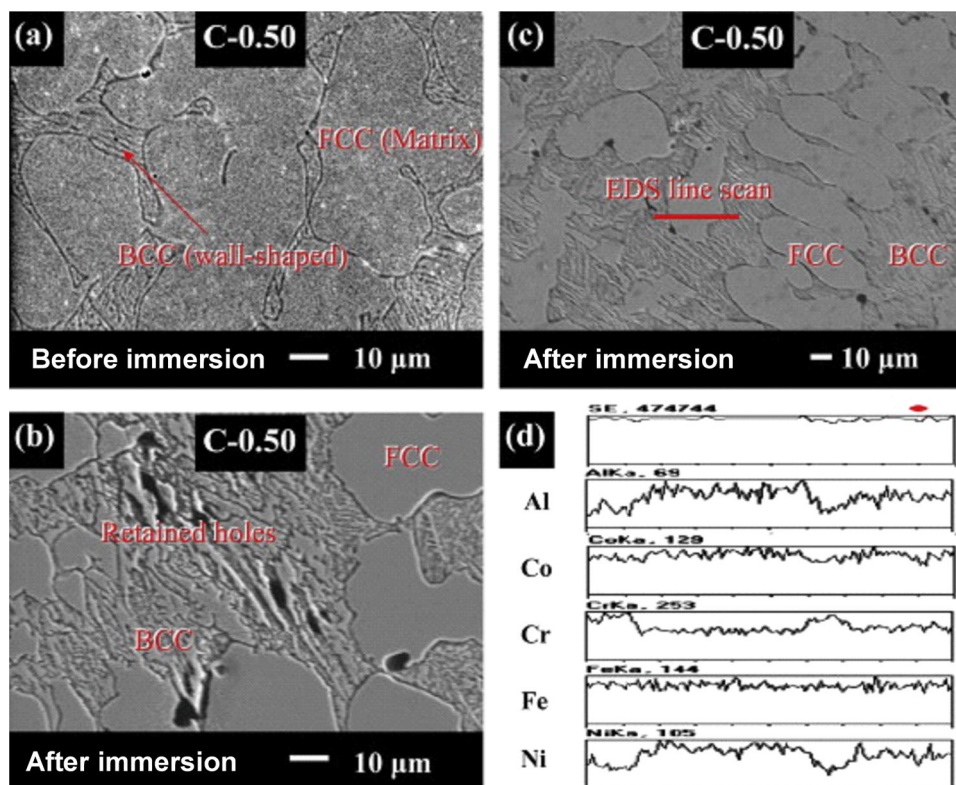 (a)
C-0.50
FCC (Matrix)
BCC (wall-shaped)
Before immersion
10 μm
(c)
C-0.50
EDS line scan
FCC
BCC
After immersion
10 μm
(b)
C-0.50
FCC
Retained holes
BCC
After immersion
10 μm
(d)
SE, 474744
AlKa, 69
Al
CoKa, 129
Co
CrKa, 253
Cr
FeKa, 144
Fe
NiKa, 105
Ni